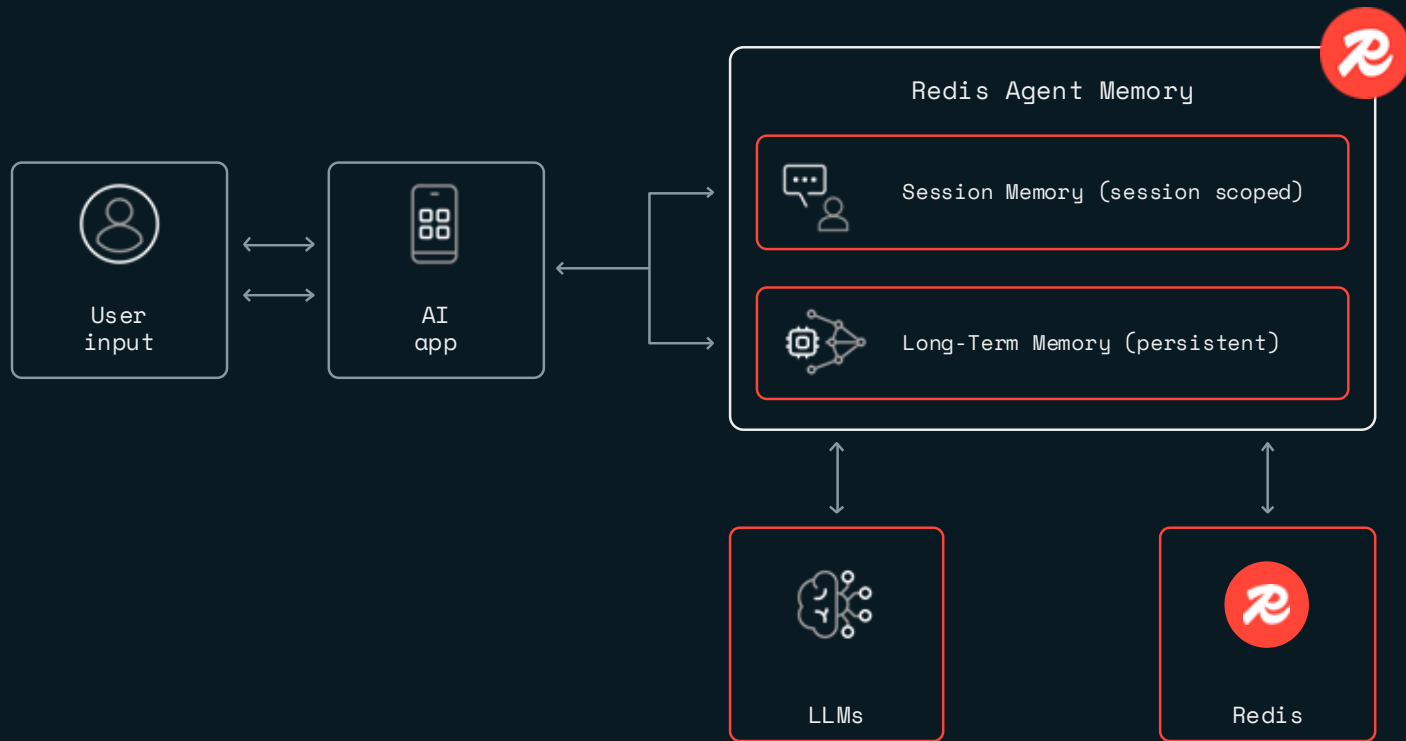 Redis Agent Memory
Session Memory (session scoped)
User
input
AI
app
Long-Term Memory (persistent)
LLMs
Redis